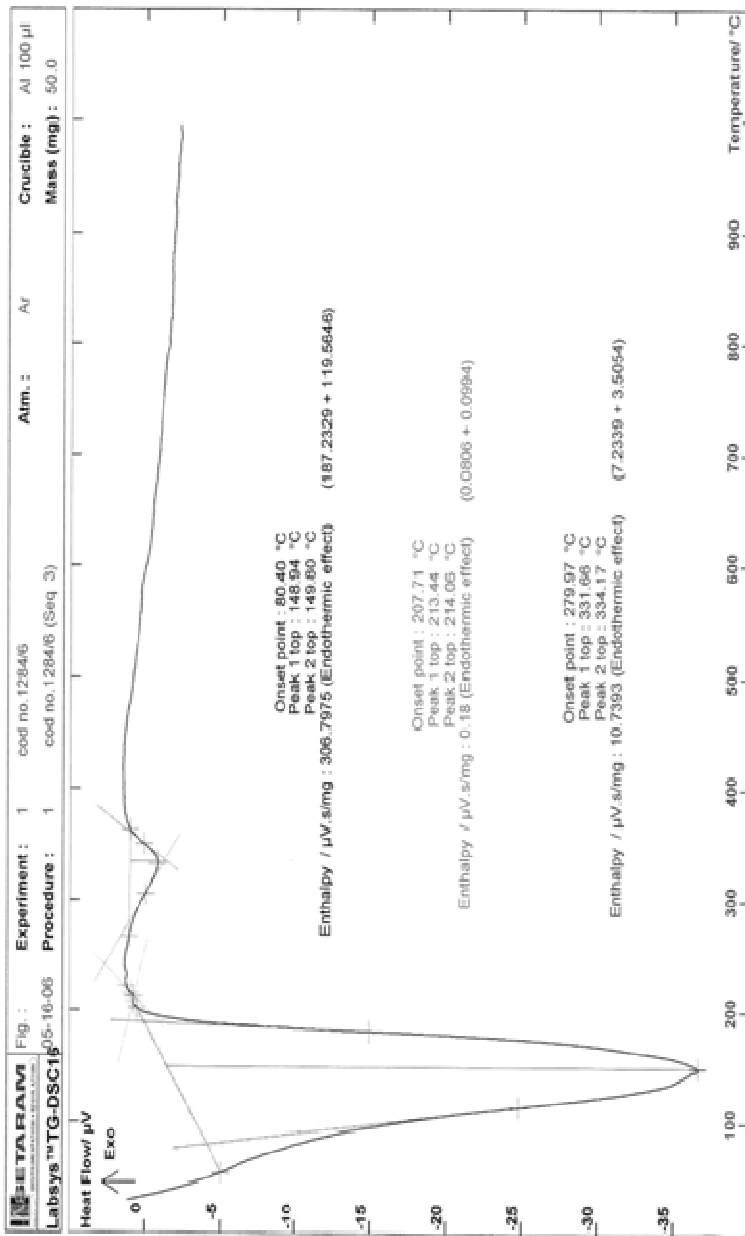 SETARAM
Fig. :
Experiment : 1 cod no.1284/6
Atm. : Ar
Crucible : Al 100 µl
Labsys™TG-DSC16
05-16-06
Procedure : 1 cod no.1284/6 (Seq 3)
Mass (mg) : 50.0
Heat Flow/ µV
Exo
0
-5
-10
-15
-20
-25
-30
-35
Onset point : 80.40 °C
Peak 1 top : 148.94 °C
Peak 2 top : 149.80 °C
Enthalpy / µV.s/mg : 306.7975 (Endothermic effect) (187.2329 + 119.5646)
Onset point : 207.71 °C
Peak 1 top : 213.44 °C
Peak 2 top : 214.06 °C
Enthalpy / µV.s/mg : 0.18 (Endothermic effect) (0.0806 + 0.0994)
Onset point : 279.97 °C
Peak 1 top : 331.66 °C
Peak 2 top : 334.17 °C
Enthalpy / µV.s/mg : 10.7393 (Endothermic effect) (7.2339 + 3.5054)
100 200 300 400 500 600 700 800 900 Temperature/ °C